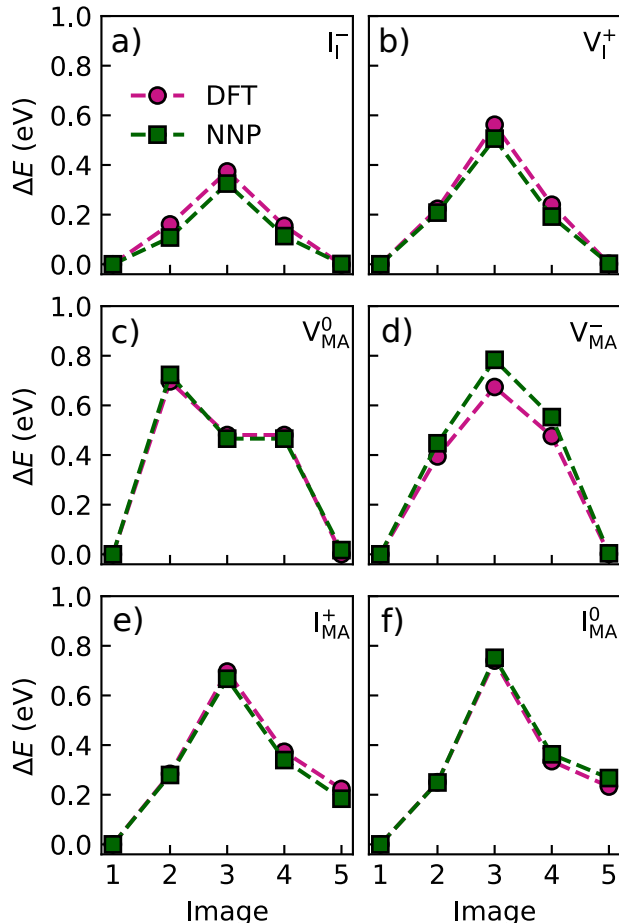 a) I_I^− b) V_I^+
1.0
0.8
0.6
0.4
0.2
0.0
ΔE (eV)
DFT
NNP
c) V_MA^0 d) V_MA^−
1.0
0.8
0.6
0.4
0.2
0.0
ΔE (eV)
e) I_MA^+ f) I_MA^0
1.0
0.8
0.6
0.4
0.2
0.0
ΔE (eV)
1 2 3 4 5 1 2 3 4 5
Image Image